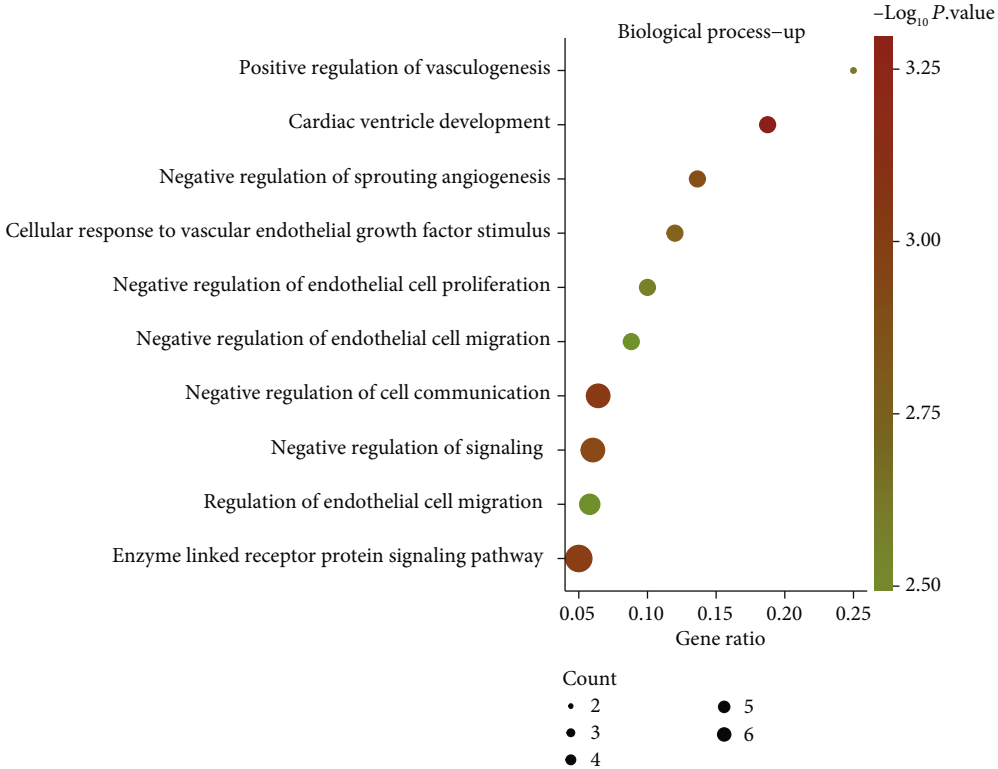 –Log₁₀ P.value
Biological process–up
Positive regulation of vasculogenesis
Cardiac ventricle development
Negative regulation of sprouting angiogenesis
Cellular response to vascular endothelial growth factor stimulus
Negative regulation of endothelial cell proliferation
Negative regulation of endothelial cell migration
Negative regulation of cell communication
Negative regulation of signaling
Regulation of endothelial cell migration
Enzyme linked receptor protein signaling pathway
3.25
3.00
2.75
2.50
0.05 0.10 0.15 0.20 0.25
Gene ratio
Count
2 5
3 6
4